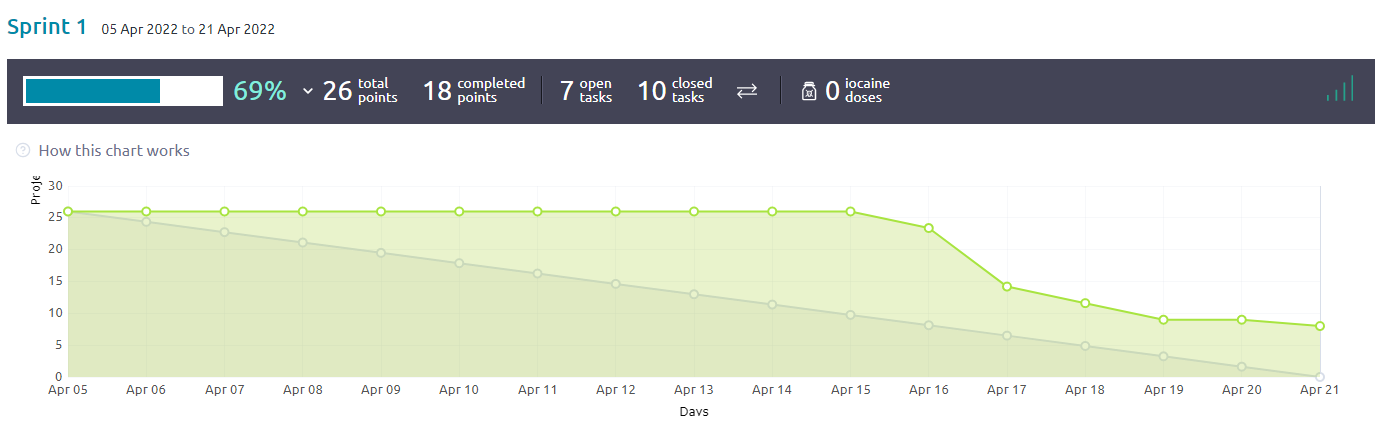 Sprint 1 05 Apr 2022 to 21 Apr 2022
69% 26 total points 18 completed points 7 open tasks 10 closed tasks 0 iocaine doses
? How this chart works
Proje
30
25
20
15
10
5
0
Apr 05 Apr 06 Apr 07 Apr 08 Apr 09 Apr 10 Apr 11 Apr 12 Apr 13 Apr 14 Apr 15 Apr 16 Apr 17 Apr 18 Apr 19 Apr 20 Apr 21
Days